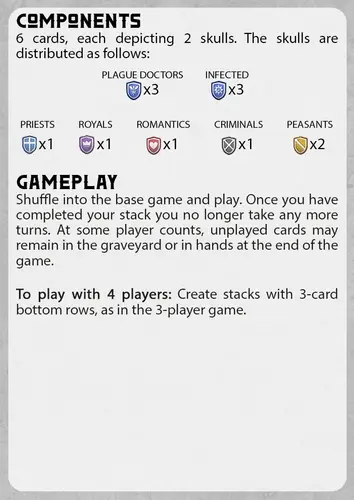 COMPONENTS
6 cards, each depicting 2 skulls. The skulls are
distributed as follows:
PLAGUE DOCTORS INFECTED
x3 x3
PRIESTS ROYALS ROMANTICS CRIMINALS PEASANTS
x1 x1 x1 x1 x2
GAMEPLAY
Shuffle into the base game and play. Once you have
completed your stack you no longer take any more
turns. At some player counts, unplayed cards may
remain in the graveyard or in hands at the end of the
game.
To play with 4 players: Create stacks with 3-card
bottom rows, as in the 3-player game.